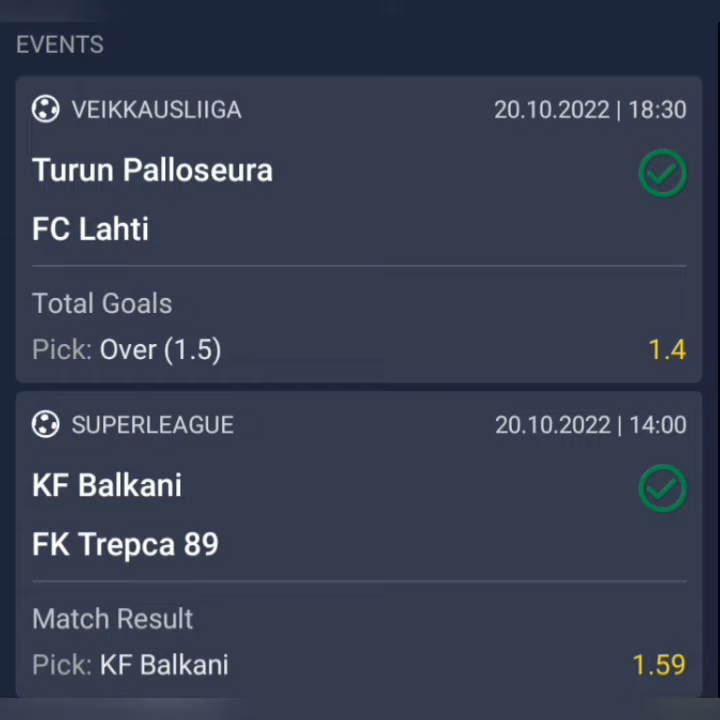 EVENTS
VEIKKAUSLIIGA 20.10.2022 | 18:30
Turun Palloseura
FC Lahti
Total Goals
Pick: Over (1.5) 1.4
SUPERLEAGUE 20.10.2022 | 14:00
KF Balkani
FK Trepca 89
Match Result
Pick: KF Balkani 1.59